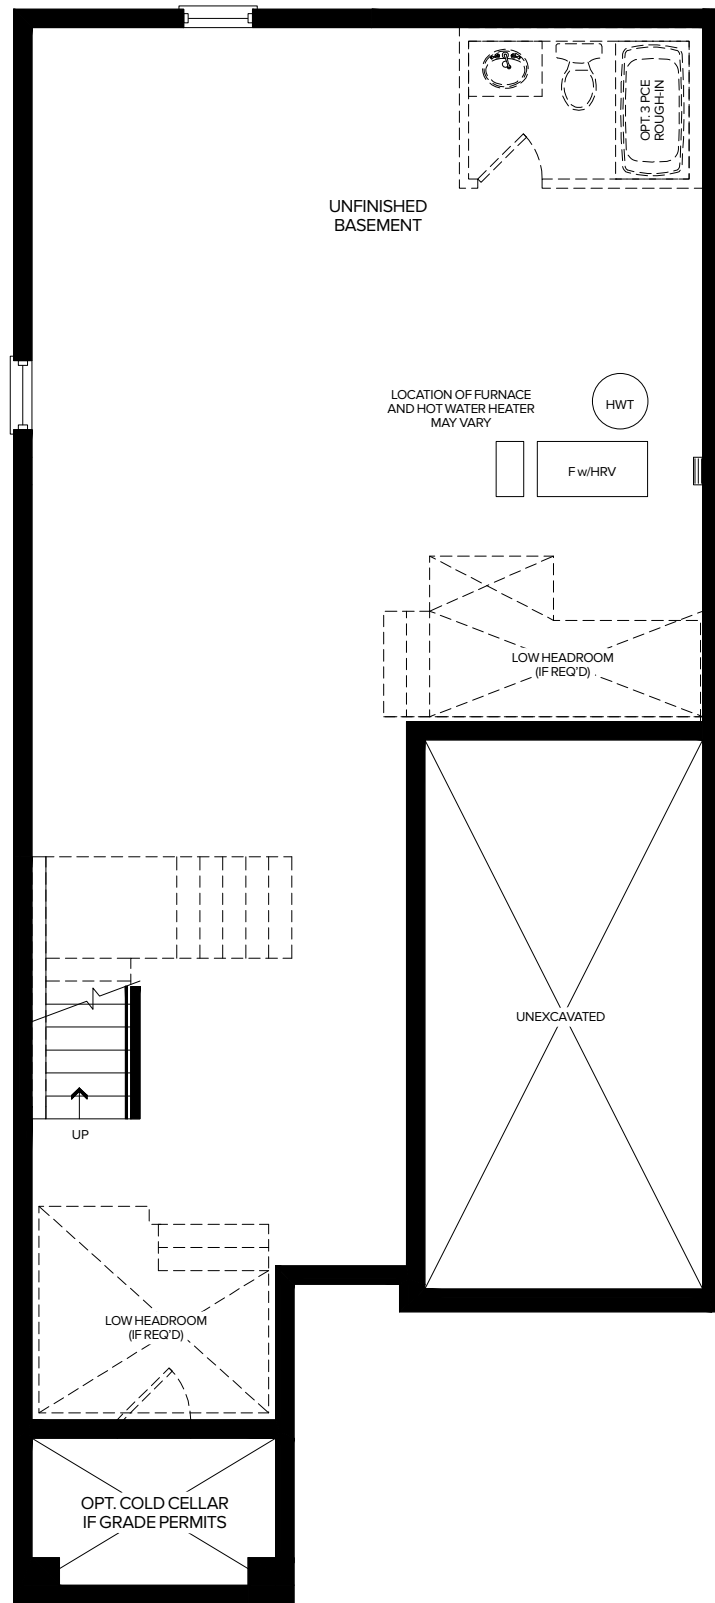 OPT. 3 PCE
ROUGH-IN
UNFINISHED
BASEMENT
LOCATION OF FURNACE
AND HOT WATER HEATER
MAY VARY
HWT
F w/HRV
LOW HEADROOM
(IF REQ'D)
UNEXCAVATED
UP
LOW HEADROOM
(IF REQ'D)
OPT. COLD CELLAR
IF GRADE PERMITS